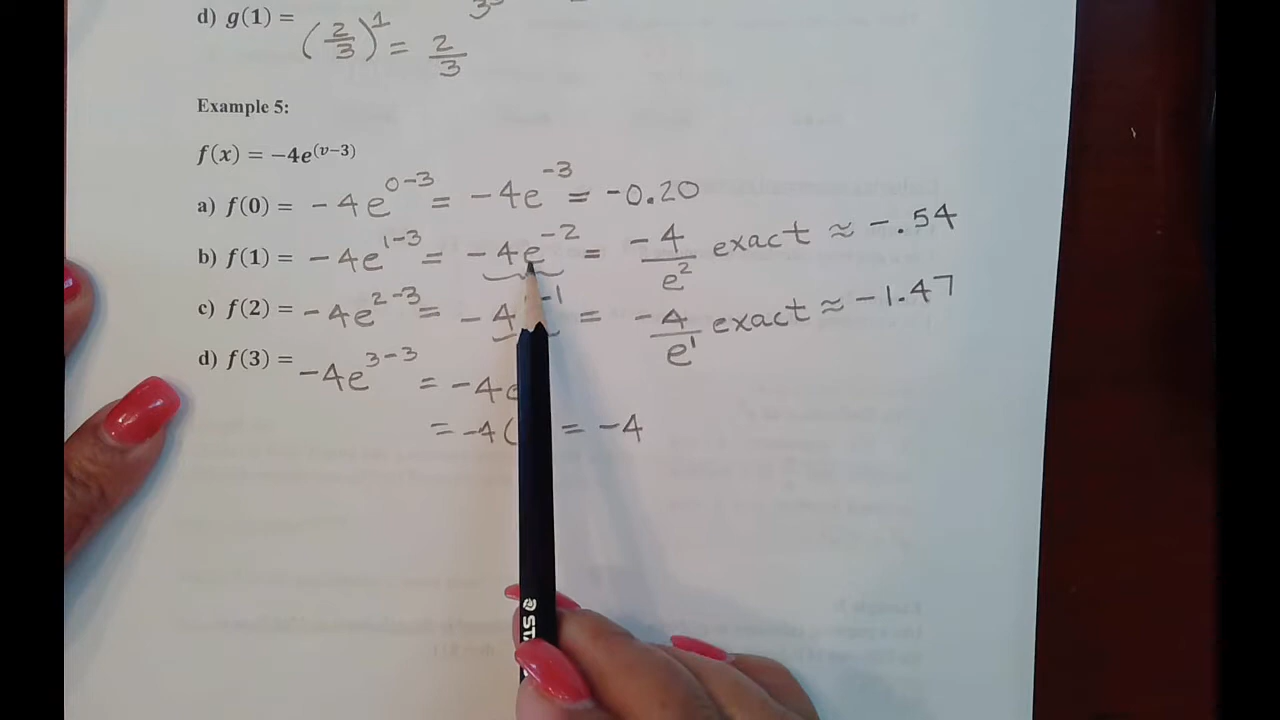 d) g(1) = (2/3)^1 = 2/3
Example 5:
f(x) = -4e^(v-3)
a) f(0) = -4e^0-3 = -4e^-3 = -0.20
b) f(1) = -4e^1-3 = -4e^-2 = -4/e^2 exact ≈ -.54
c) f(2) = -4e^2-3 = -4 -1 = -4/e^1 exact ≈ -1.47
d) f(3) = -4e^3-3 = -4e
= -4( = -4